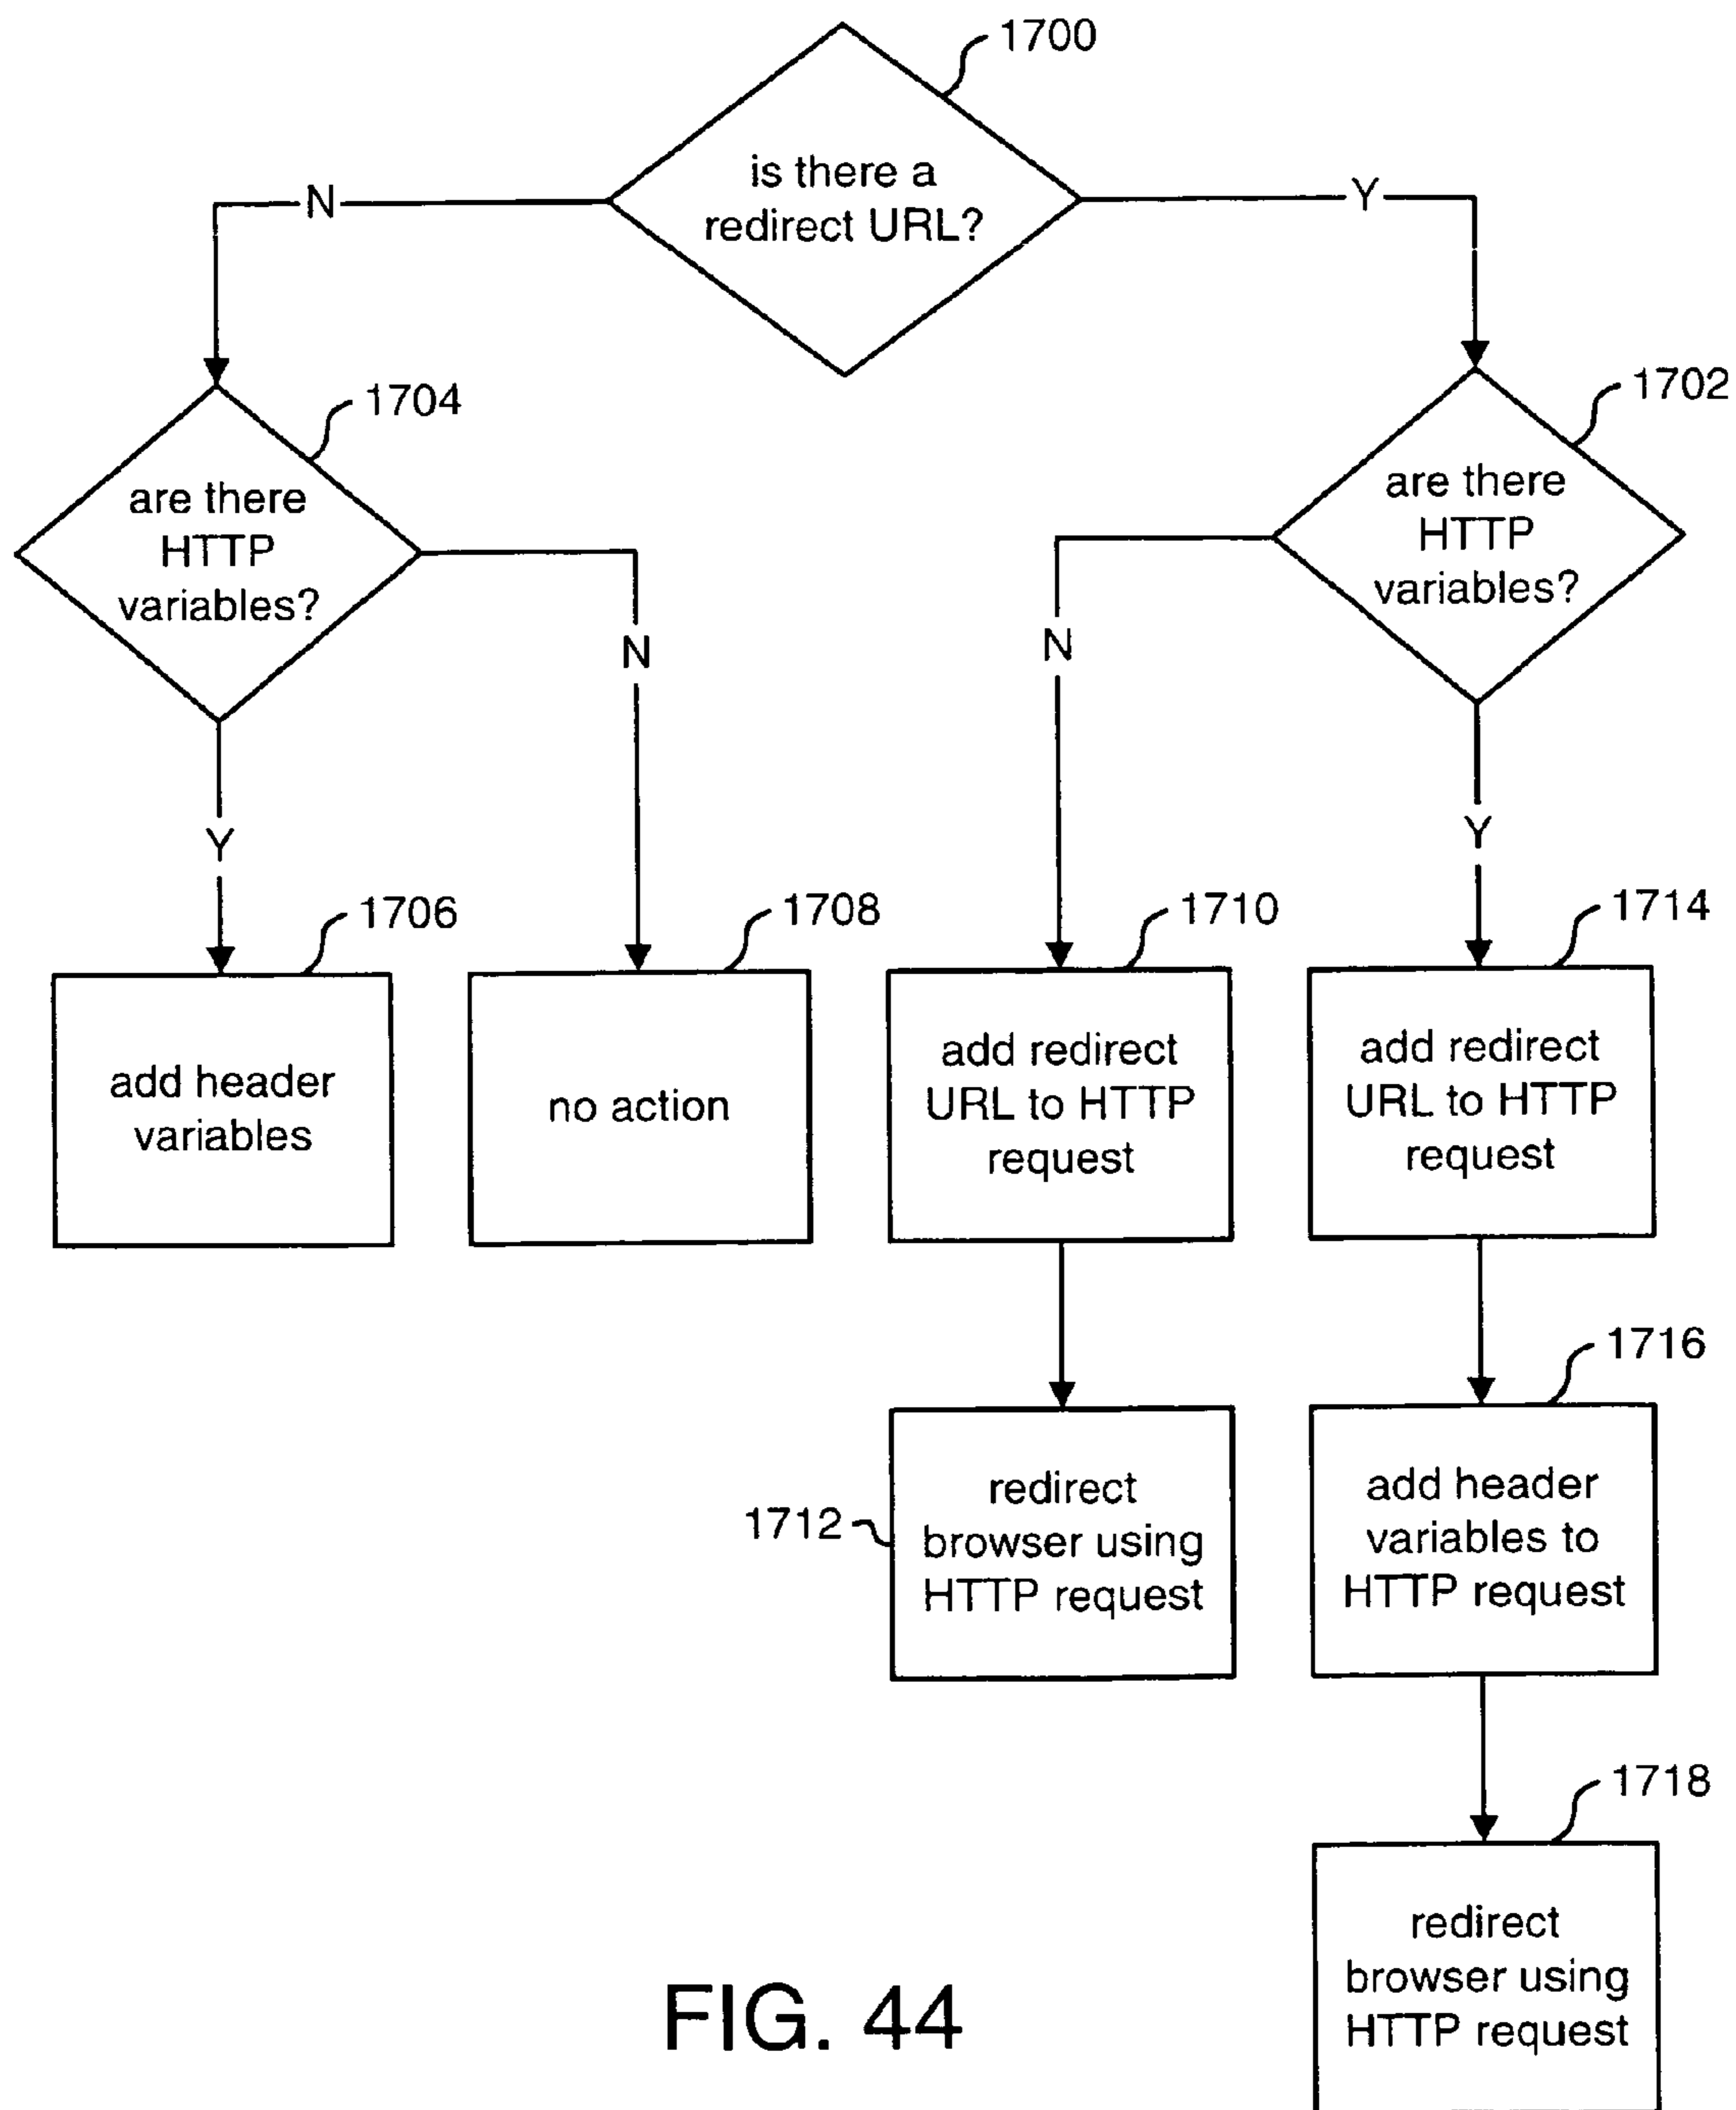 1700
is there a
redirect URL?
N
Y
1704
are there
HTTP
variables?
1702
are there
HTTP
variables?
N
N
Y
Y
1706
add header
variables
1708
no action
1710
add redirect
URL to HTTP
request
1714
add redirect
URL to HTTP
request
1712
redirect
browser using
HTTP request
1716
add header
variables to
HTTP request
1718
redirect
browser using
HTTP request
FIG. 44